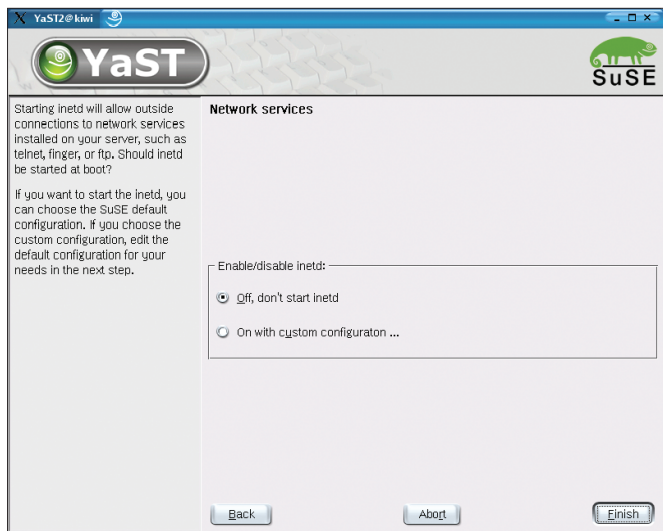 YaST2@kiwi
YaST
SuSE
Starting inetd will allow outside
connections to network services
installed on your server, such as
telnet, finger, or ftp. Should inetd
be started at boot?
If you want to start the inetd, you
can choose the SuSE default
configuration. If you choose the
custom configuration, edit the
default configuration for your
needs in the next step.
Network services
Enable/disable inetd:
Off, don't start inetd
On with custom configuraton ...
Back
Abort
Finish